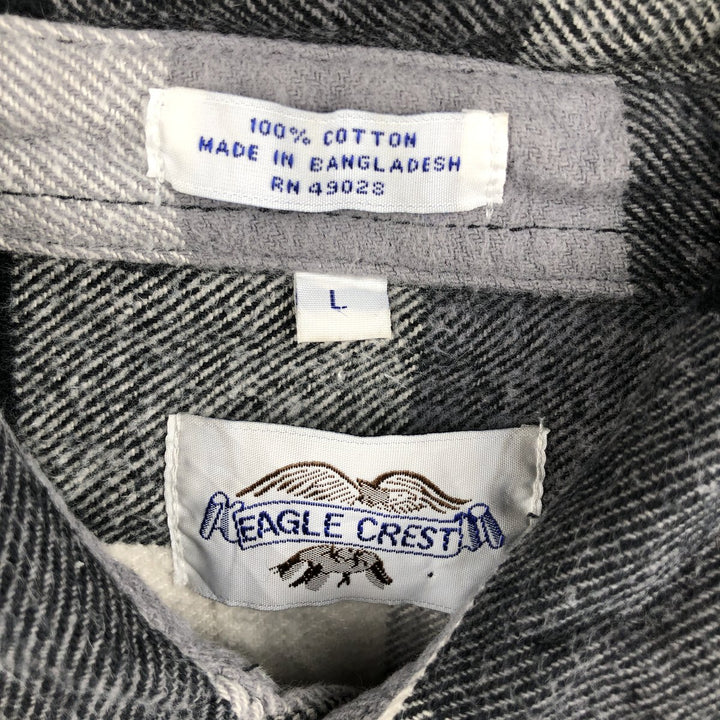 100% COTTON
MADE IN BANGLADESH
RN 49028
L
EAGLE CREST